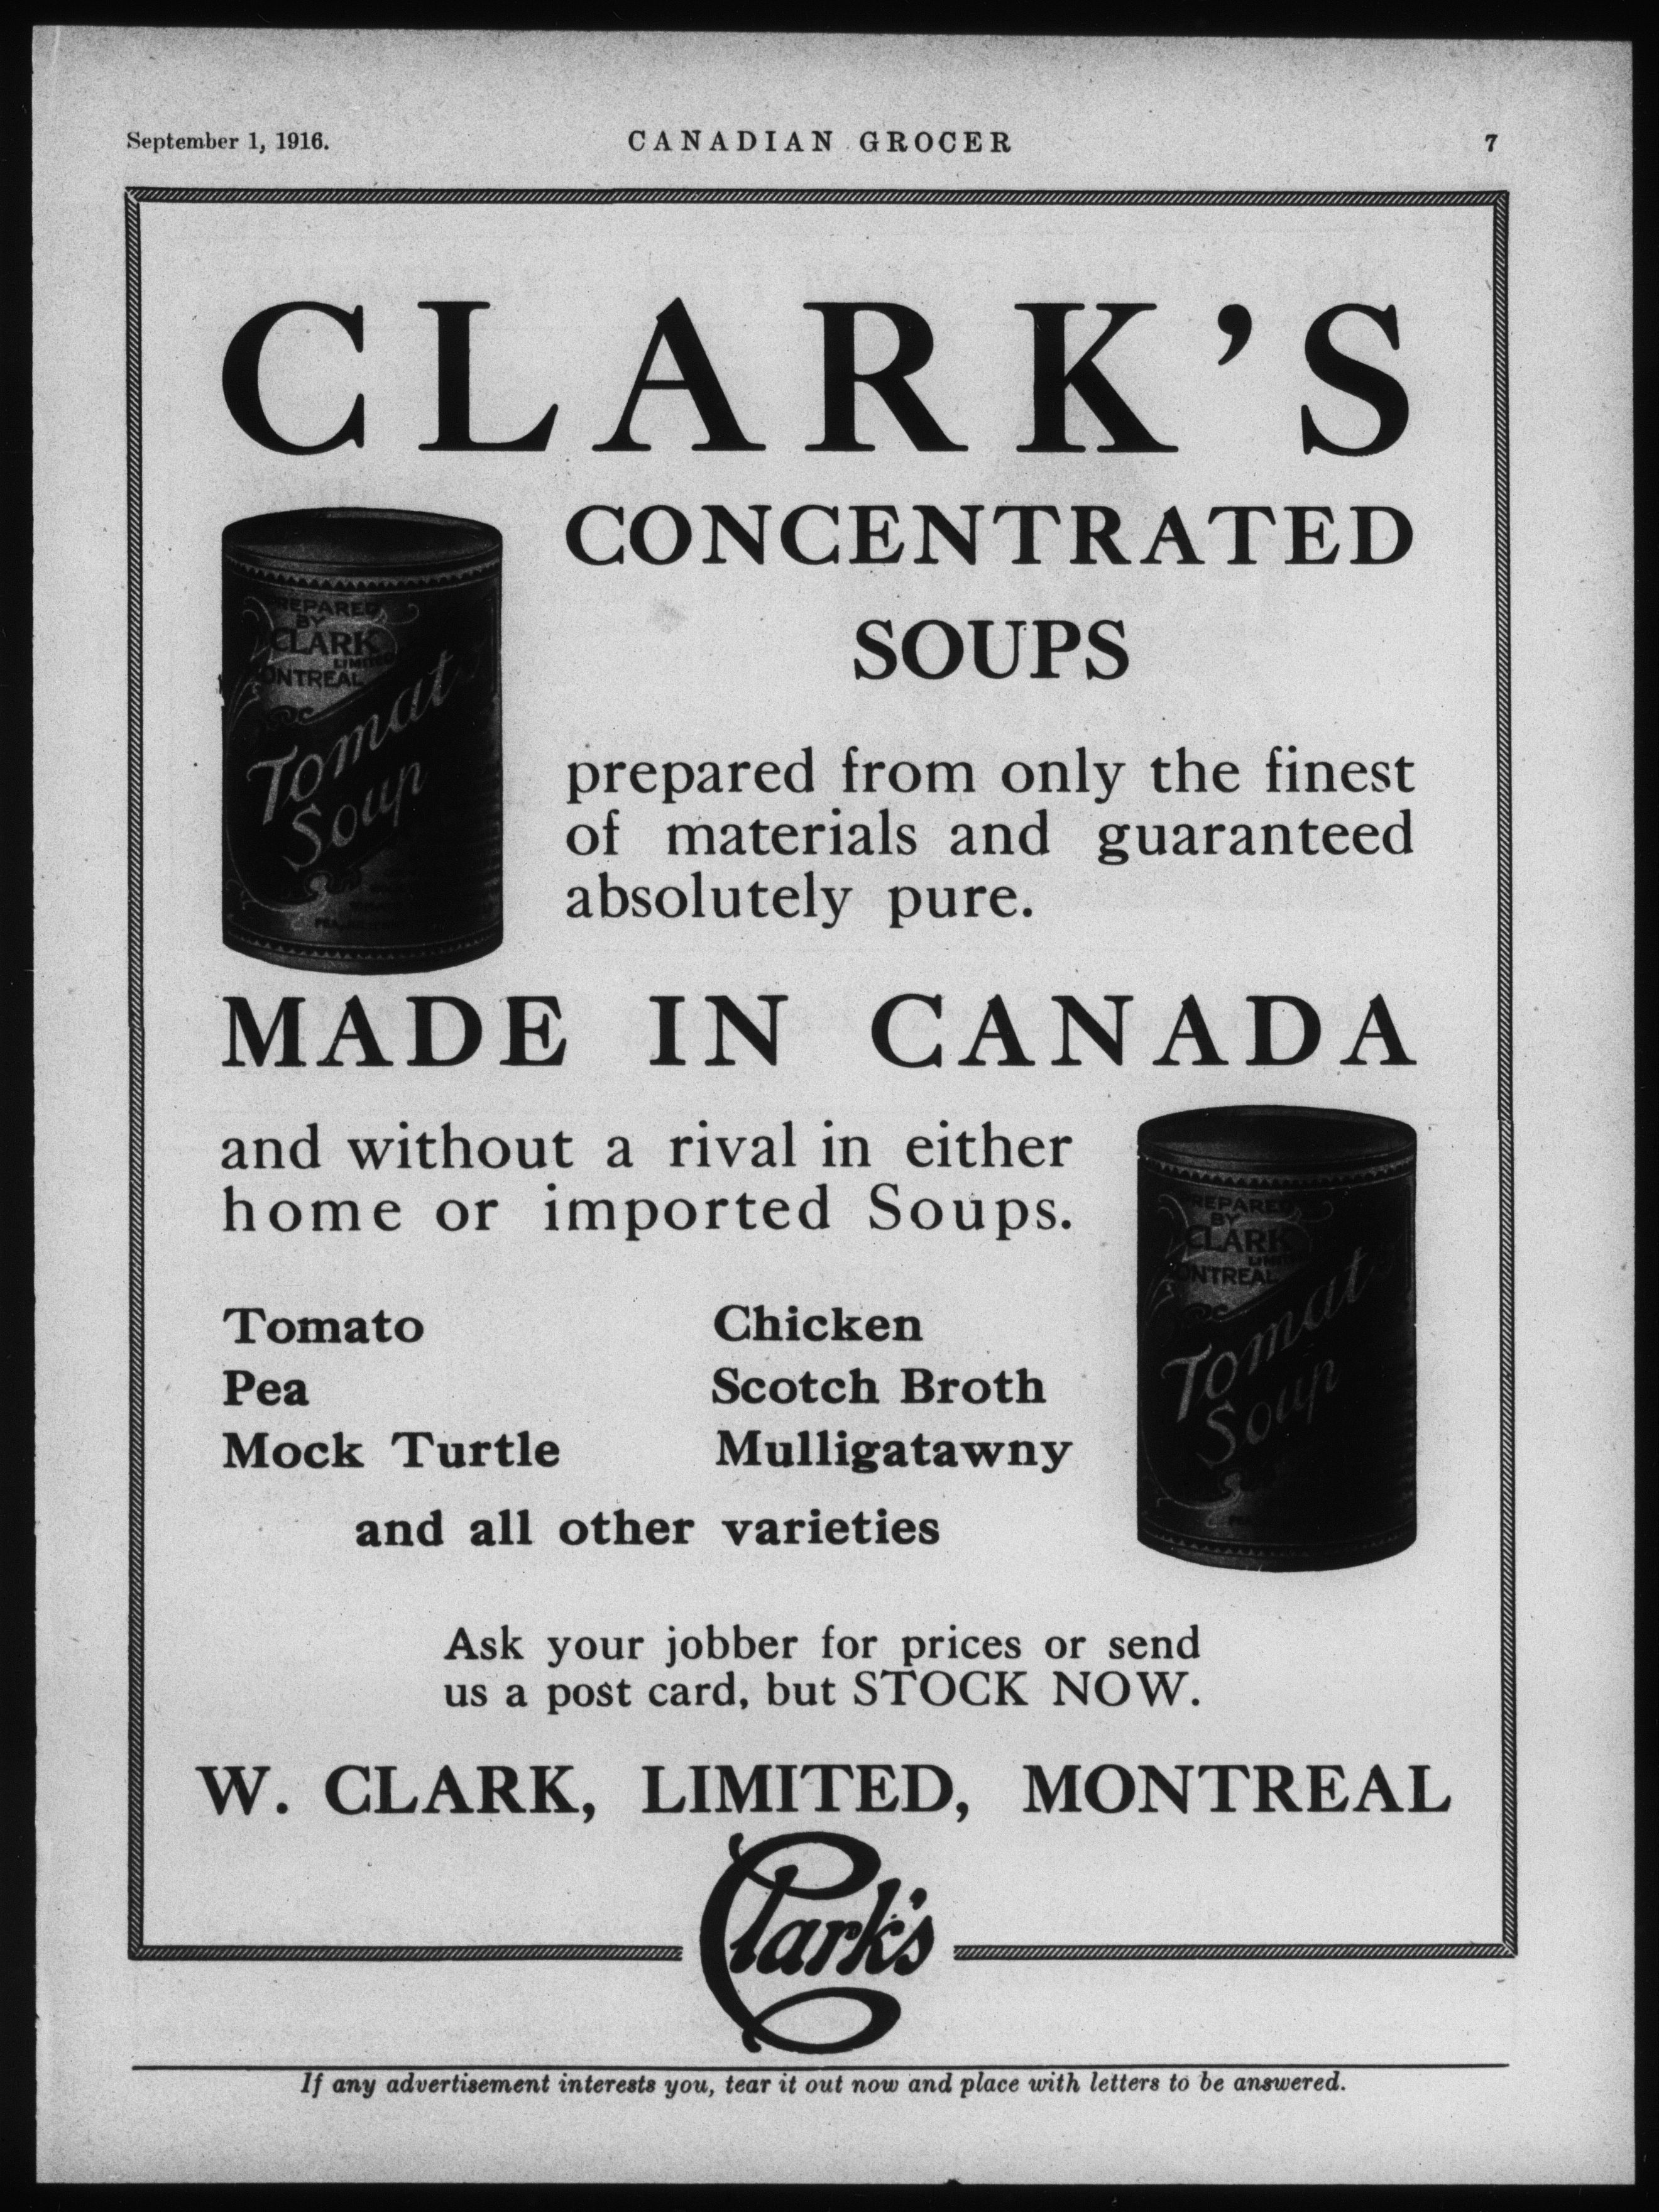 September 1, 1916.
CANADIAN GROCER
7
CLARK'S
CONCENTRATED
SOUPS
PREPARED
BY
CLARK
LIMITED
MONTREAL
Tomato
Soup
prepared from only the finest
of materials and guaranteed
absolutely pure.
MADE IN CANADA
and without a rival in either
home or imported Soups.
PREPARED
BY
CLARK
LIMITED
MONTREAL
Tomato
Soup
Tomato
Chicken
Pea
Scotch Broth
Mock Turtle
Mulligatawny
and all other varieties
Ask your jobber for prices or send
us a post card, but STOCK NOW.
W. CLARK, LIMITED, MONTREAL
Clark's
If any advertisement interests you, tear it out now and place with letters to be answered.